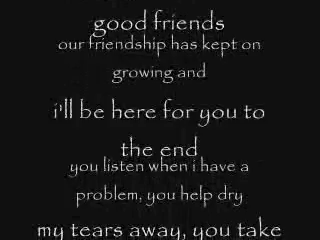 good friends
our friendship has kept on
growing and
i'll be here for you to
the end
you listen when i have a
problem, you help dry
my tears away, you take